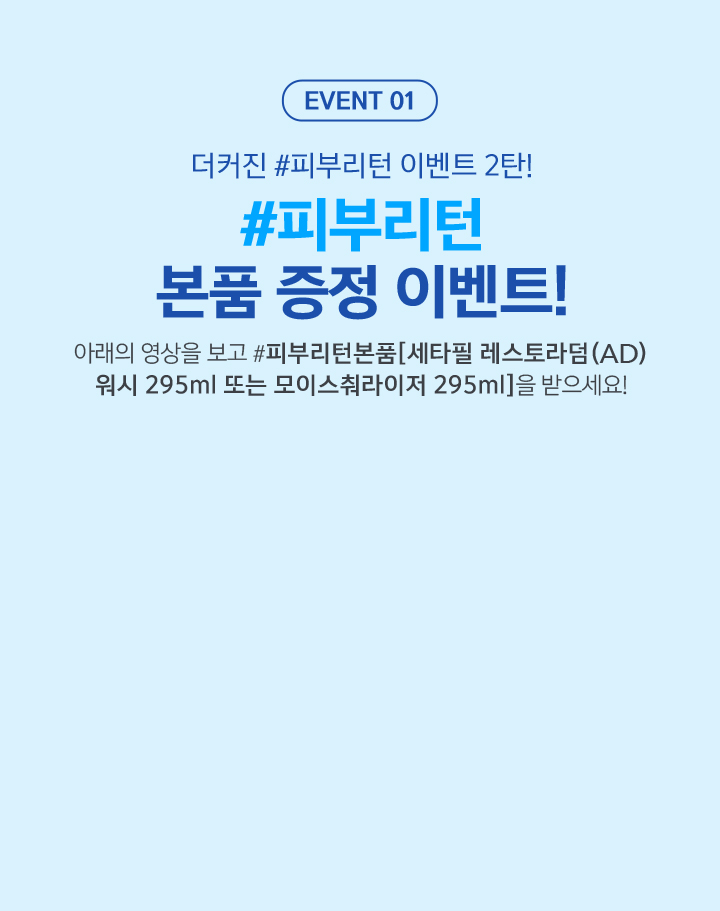 EVENT 01
더커진 #피부리턴 이벤트 2탄!
#피부리턴
본품 증정 이벤트!
아래의 영상을 보고 #피부리턴본품[세타필 레스토라덤(AD)
워시 295ml 또는 모이스춰라이저 295ml]을 받으세요!